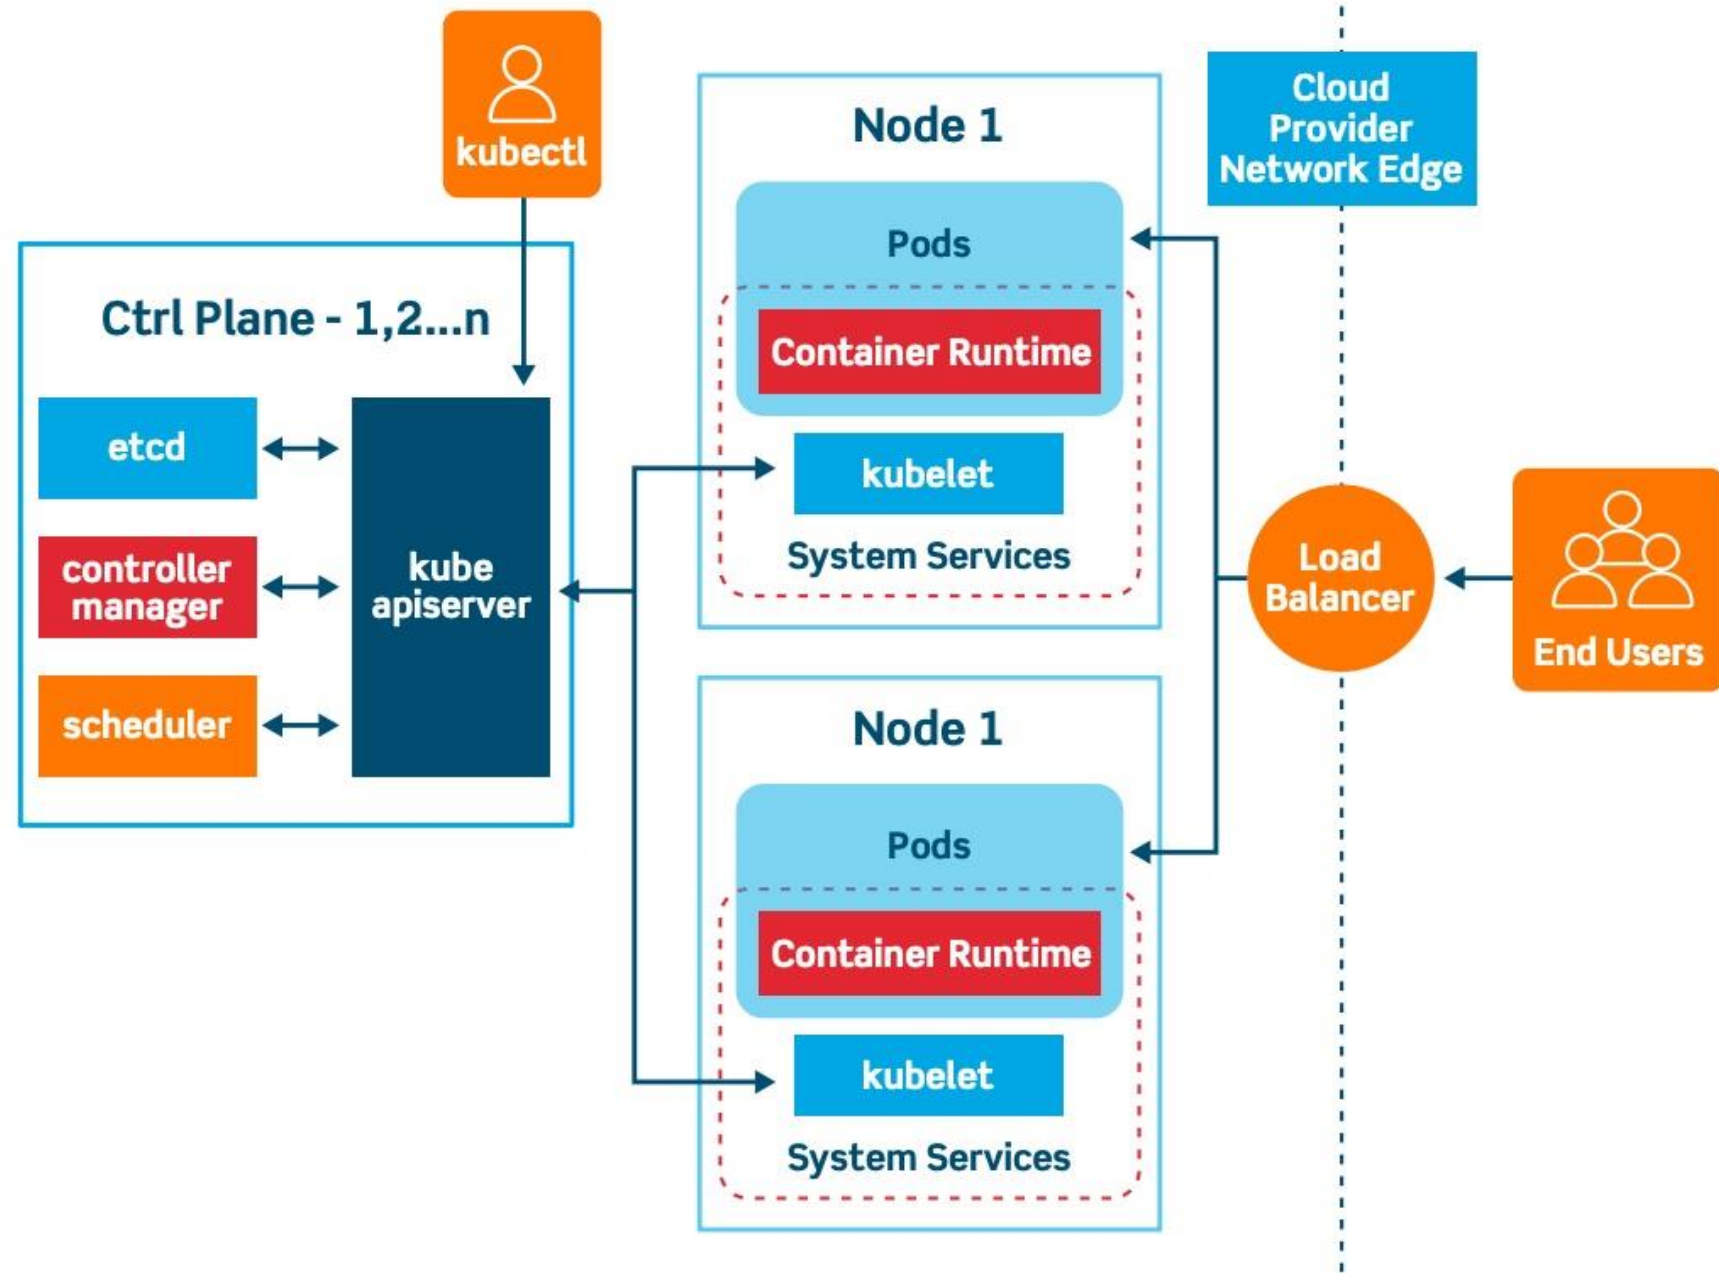 kubectl
Ctrl Plane - 1,2...n
etcd
controller
manager
scheduler
kube
apiserver
Node 1
Pods
Container Runtime
kubelet
System Services
Node 1
Pods
Container Runtime
kubelet
System Services
Cloud
Provider
Network Edge
Load
Balancer
End Users